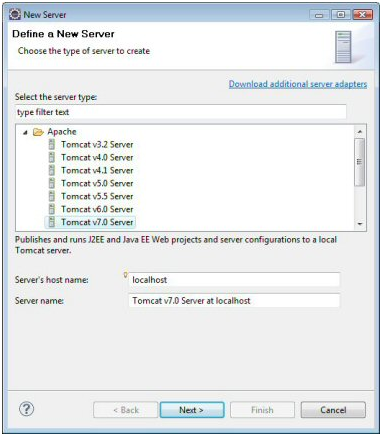 New Server
Define a New Server
Choose the type of server to create
Download additional server adapters
Select the server type:
type filter text
Apache
Tomcat v3.2 Server
Tomcat v4.0 Server
Tomcat v4.1 Server
Tomcat v5.0 Server
Tomcat v5.5 Server
Tomcat v6.0 Server
Tomcat v7.0 Server
Publishes and runs J2EE and Java EE Web projects and server configurations to a local
Tomcat server.
Server's host name: localhost
Server name: Tomcat v7.0 Server at localhost
? < Back Next > Finish Cancel